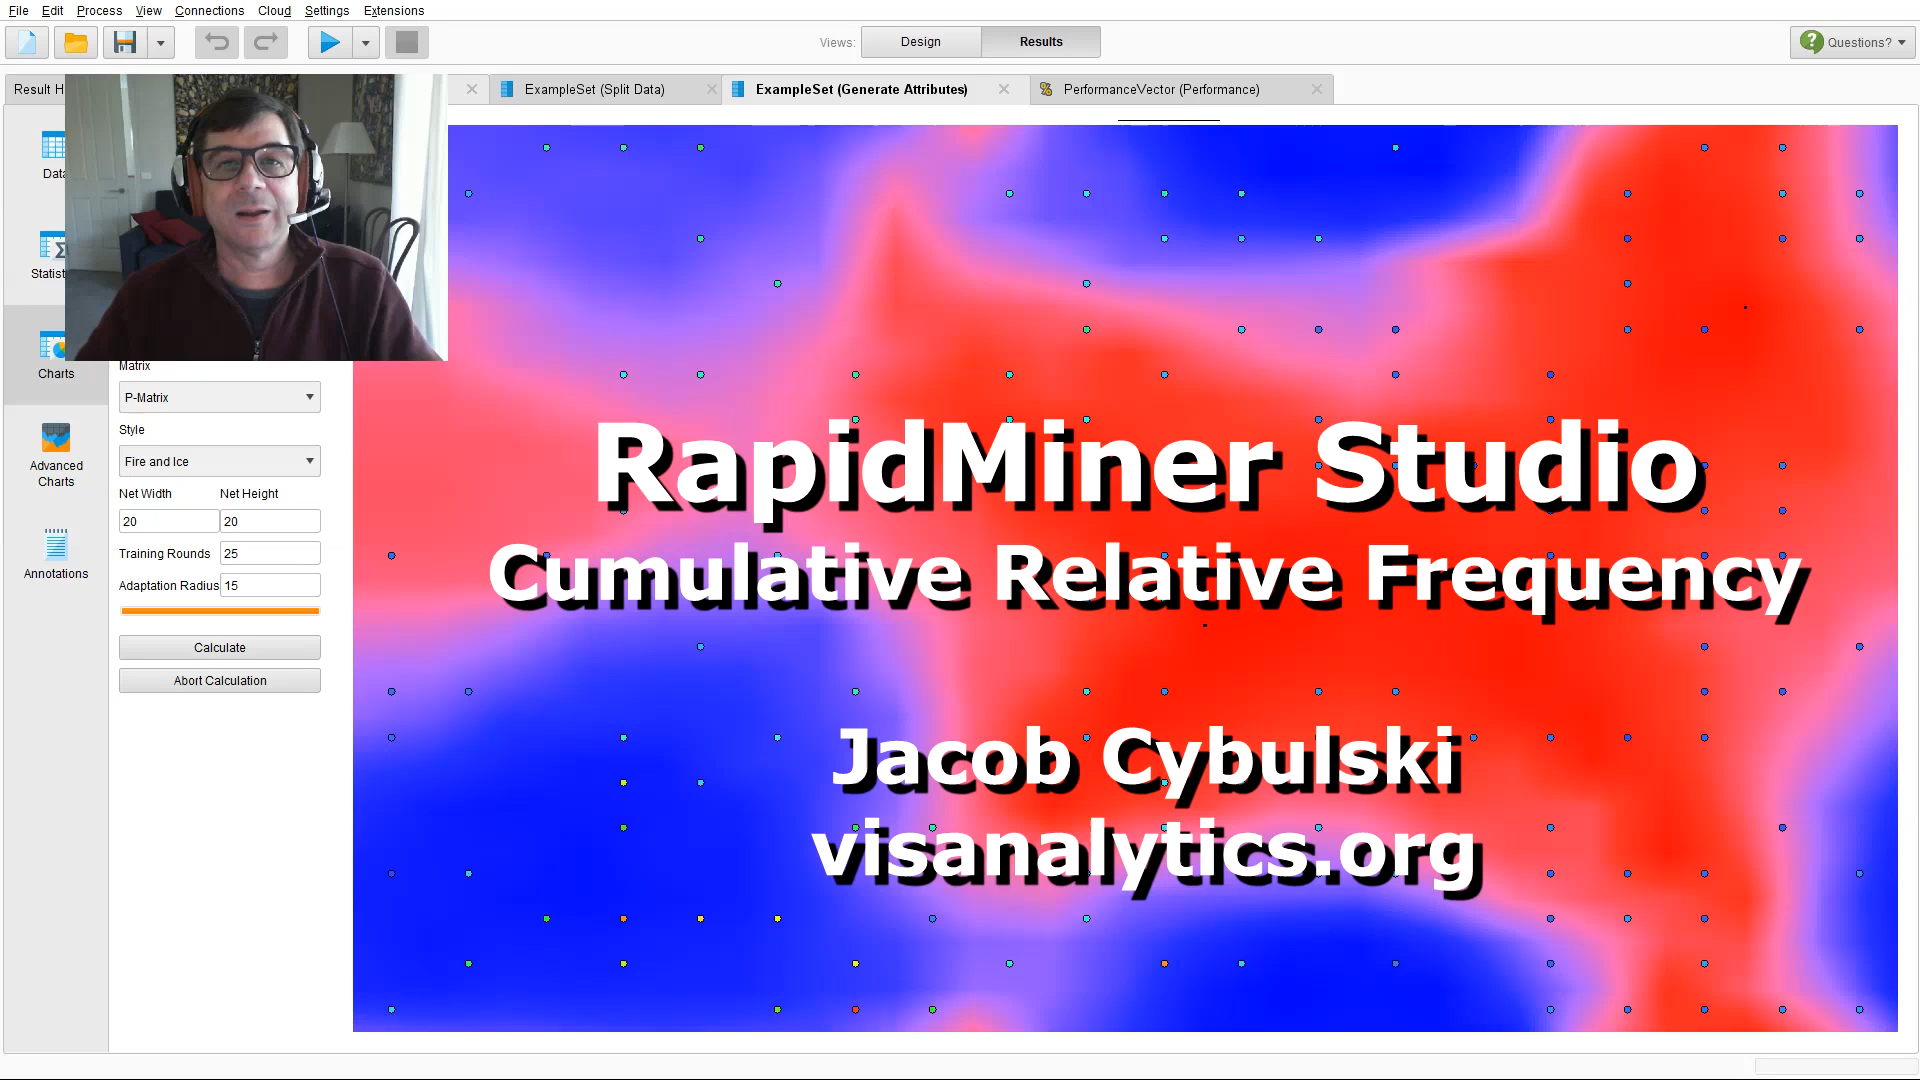 File Edit Process View Connections Cloud Settings Extensions
Views: Design Results
Questions?
ExampleSet (Split Data) ExampleSet (Generate Attributes) PerformanceVector (Performance)
Result H
Data
Statist
Charts
Advanced
Charts
Annotations
Matrix
P-Matrix
Style
Fire and Ice
Net Width Net Height
20 20
Training Rounds 25
Adaptation Radius 15
Calculate
Abort Calculation
RapidMiner Studio
Cumulative Relative Frequency
Jacob Cybulski
visanalytics.org